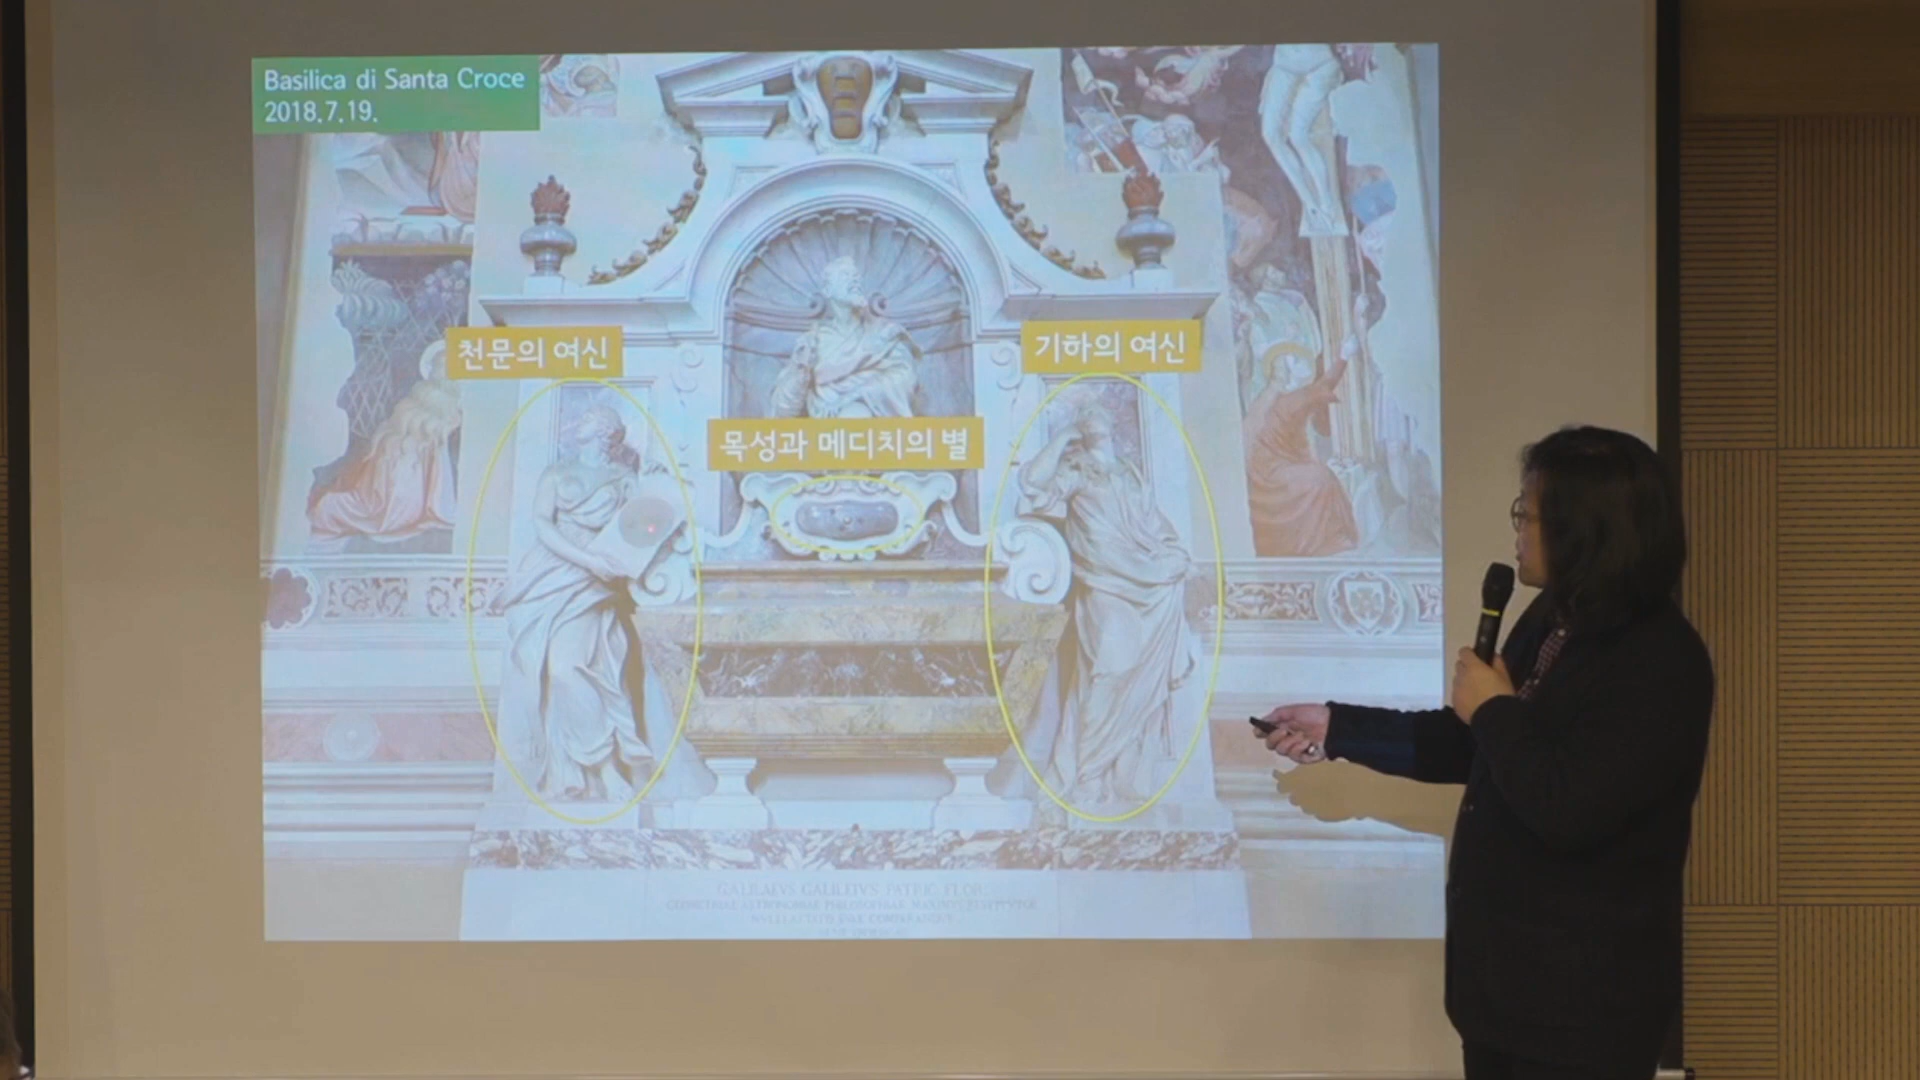 Basilica di Santa Croce
2018.7.19.
천문의 여신
기하의 여신
목성과 메디치의 별
GALILAEVS GALILEIVS PATRIC. FLOR.